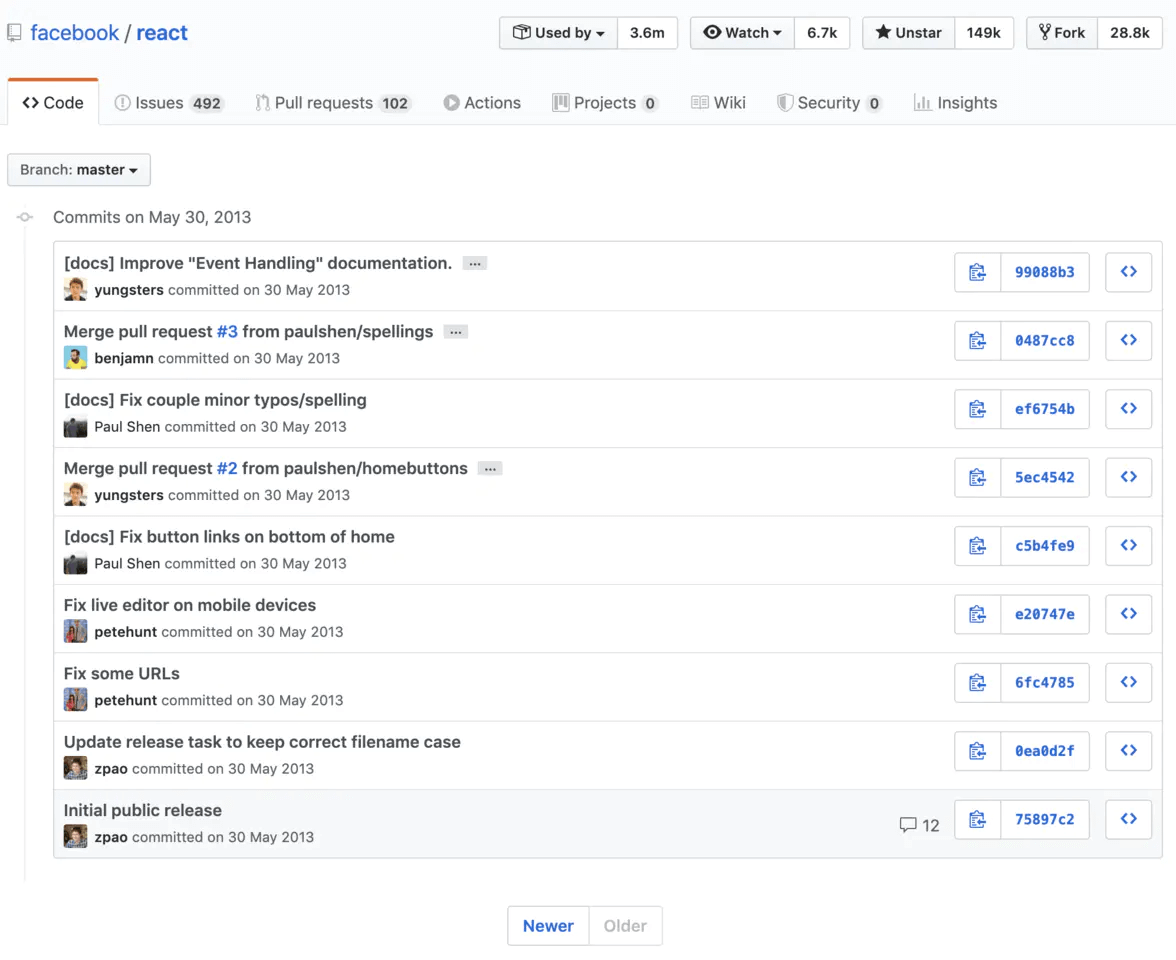 facebook / react
Used by 3.6m Watch 6.7k Unstar 149k Fork 28.8k
Code Issues 492 Pull requests 102 Actions Projects 0 Wiki Security 0 Insights
Branch: master
Commits on May 30, 2013
[docs] Improve "Event Handling" documentation. …
yungsters committed on 30 May 2013
99088b3
Merge pull request #3 from paulshen/spellings …
benjamn committed on 30 May 2013
0487cc8
[docs] Fix couple minor typos/spelling
Paul Shen committed on 30 May 2013
ef6754b
Merge pull request #2 from paulshen/homebuttons …
yungsters committed on 30 May 2013
5ec4542
[docs] Fix button links on bottom of home
Paul Shen committed on 30 May 2013
c5b4fe9
Fix live editor on mobile devices
petehunt committed on 30 May 2013
e20747e
Fix some URLs
petehunt committed on 30 May 2013
6fc4785
Update release task to keep correct filename case
zpao committed on 30 May 2013
0ea0d2f
Initial public release
zpao committed on 30 May 2013
12 75897c2
Newer Older